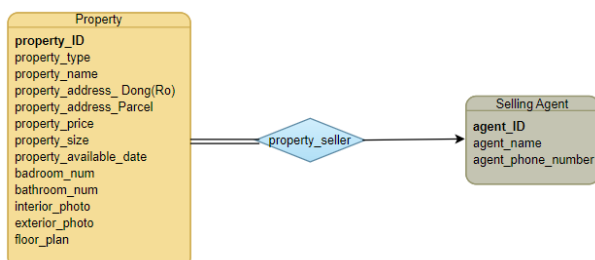 Property
property_ID
property_type
property_name
property_address_ Dong(Ro)
property_address_Parcel
property_price
property_size
property_available_date
badroom_num
bathroom_num
interior_photo
exterior_photo
floor_plan
property_seller
Selling Agent
agent_ID
agent_name
agent_phone_number